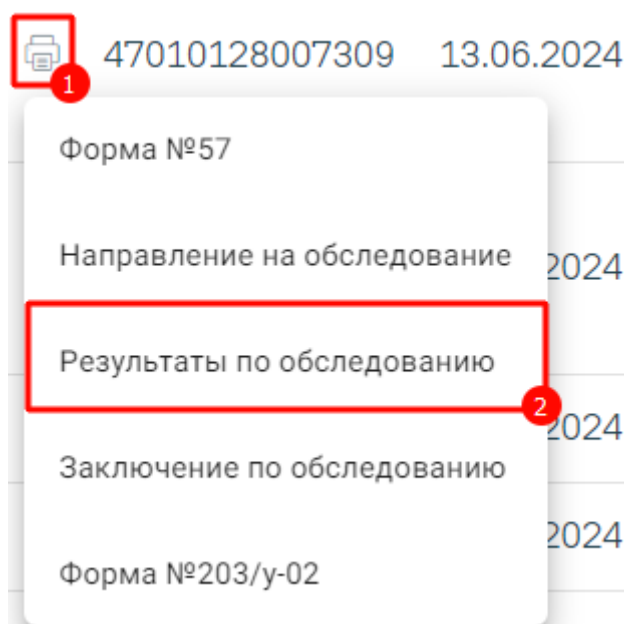 47010128007309 13.06.2024
1
Форма №57
Направление на обследование
2024
Результаты по обследованию
2
2024
Заключение по обследованию
2024
Форма №203/у-02